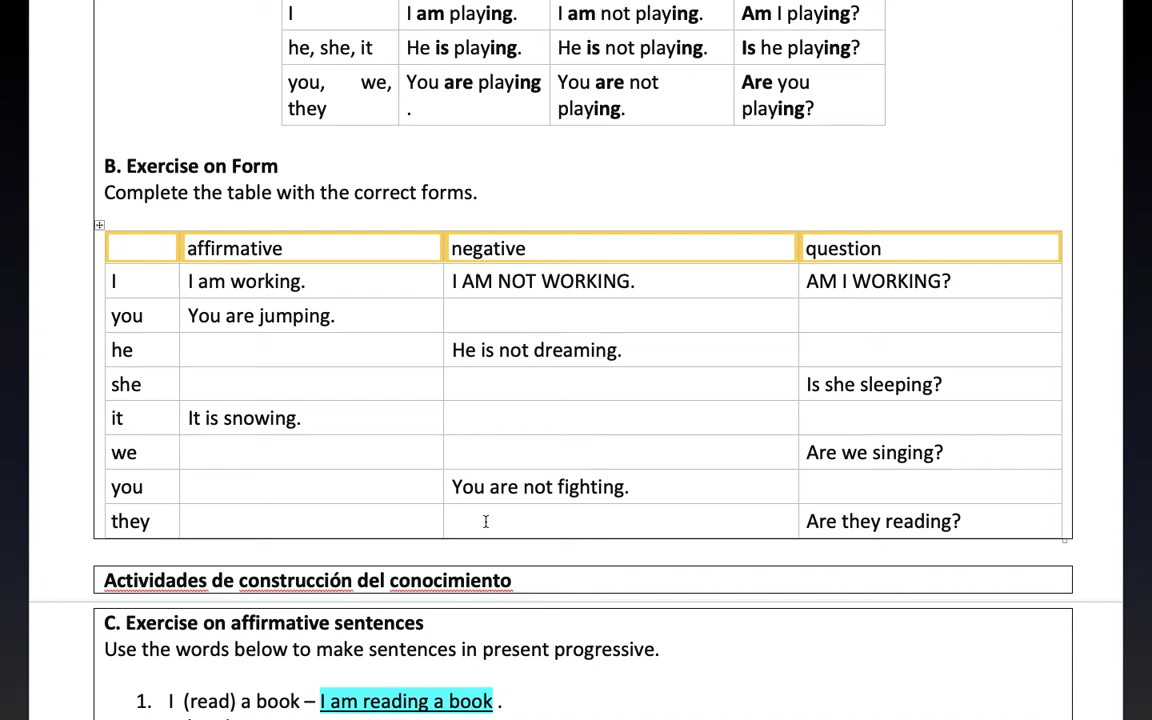 I I am playing. I am not playing. Am I playing?
he, she, it He is playing. He is not playing. Is he playing?
you, we, You are playing You are not Are you
they . playing. playing?
B. Exercise on Form
Complete the table with the correct forms.
affirmative negative question
I I am working. I AM NOT WORKING. AM I WORKING?
you You are jumping.
he He is not dreaming.
she Is she sleeping?
it It is snowing.
we Are we singing?
you You are not fighting.
they Are they reading?
Actividades de construcción del conocimiento
C. Exercise on affirmative sentences
Use the words below to make sentences in present progressive.
1. I (read) a book – I am reading a book .